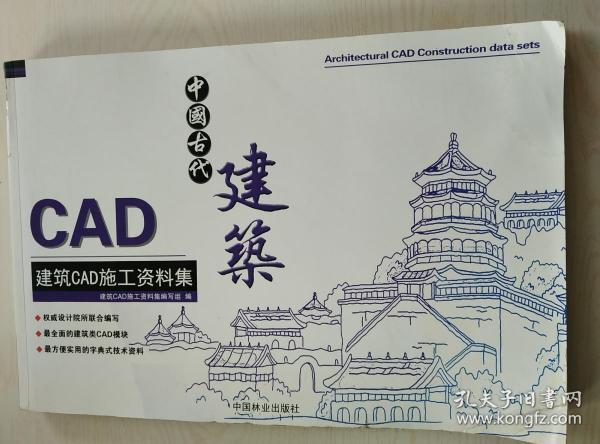 Architectural CAD Construction data sets
中國古代
建築
CAD
建筑CAD施工资料集
建筑CAD施工资料集编写组 编
◆权威设计院所联合编写
◆最全面的建筑类CAD模块
◆最方便实用的字典式技术资料
中国林业出版社
孔夫子旧书网
www.kongfz.com